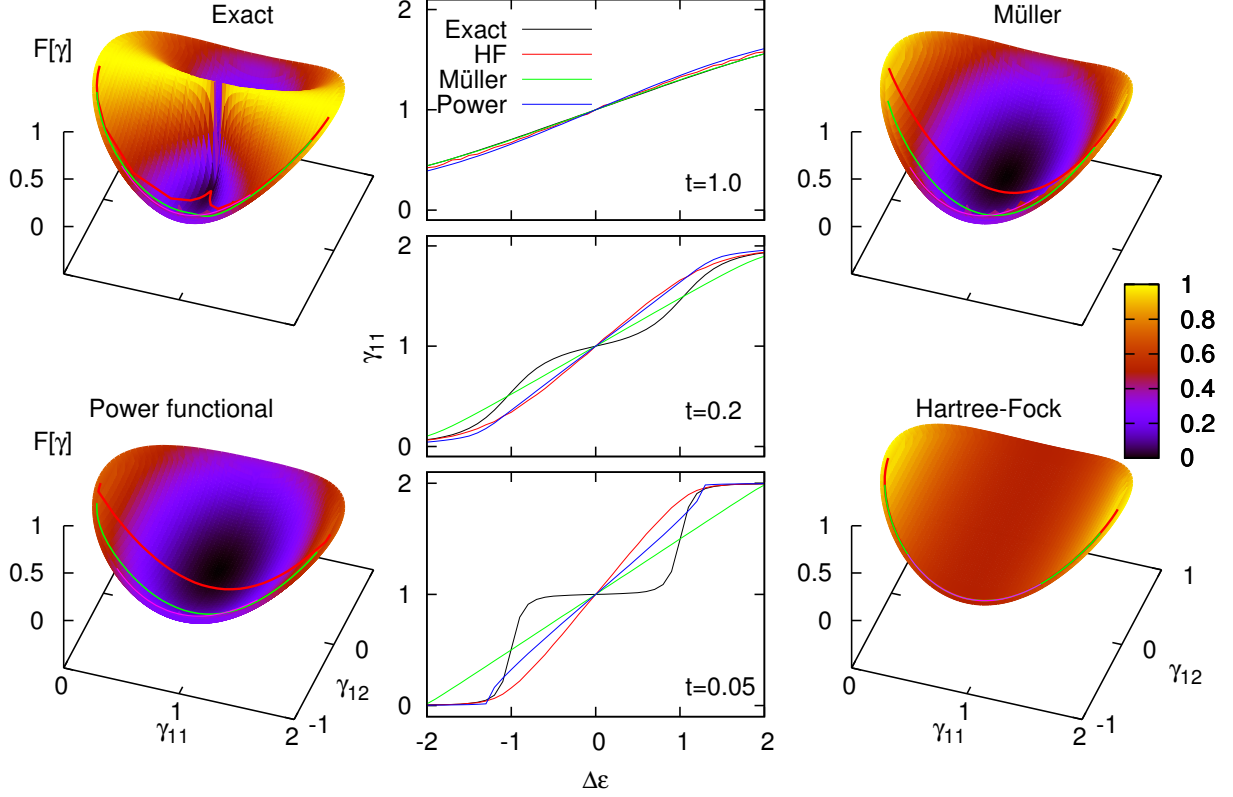 Exact
F[γ]
1
0.5
0
2
1
0
Exact
HF
Müller
Power
t=1.0
Müller
1
0.5
0
2
1
0
γ11
t=0.2
1
0.8
0.6
0.4
0.2
0
Power functional
F[γ]
1
0.5
0
0
1
2
γ11
-1
0
γ12
2
1
0
t=0.05
-2
-1
0
1
2
Δε
Hartree-Fock
1
0.5
0
0
1
2
γ11
-1
0
1
γ12